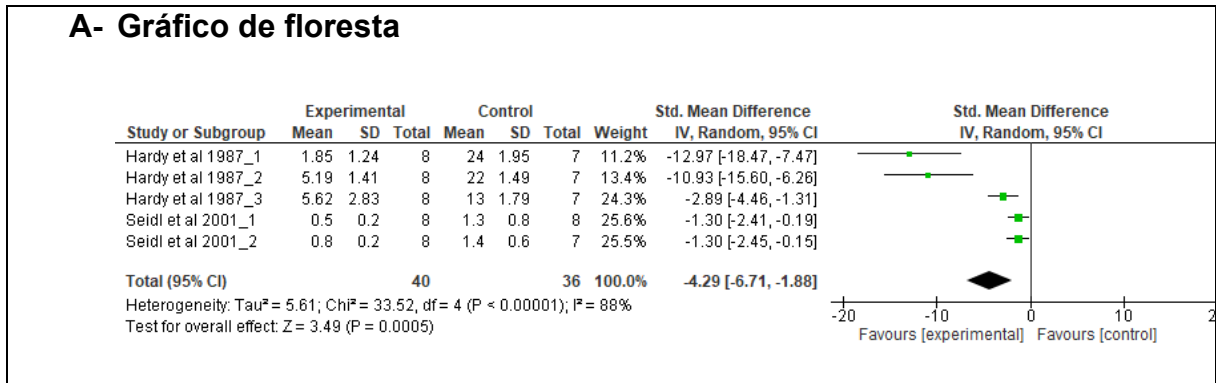 A- Gráfico de floresta
Experimental Control Std. Mean Difference Std. Mean Difference
Study or Subgroup Mean SD Total Mean SD Total Weight IV, Random, 95% CI IV, Random, 95% CI
Hardy et al 1987_1 1.85 1.24 8 24 1.95 7 11.2% -12.97 [-18.47, -7.47]
Hardy et al 1987_2 5.19 1.41 8 22 1.49 7 13.4% -10.93 [-15.60, -6.26]
Hardy et al 1987_3 5.62 2.83 8 13 1.79 7 24.3% -2.89 [-4.46, -1.31]
Seidl et al 2001_1 0.5 0.2 8 1.3 0.8 8 25.6% -1.30 [-2.41, -0.19]
Seidl et al 2001_2 0.8 0.2 8 1.4 0.6 7 25.5% -1.30 [-2.45, -0.15]
Total (95% CI) 40 36 100.0% -4.29 [-6.71, -1.88]
Heterogeneity: Tau² = 5.61; Chi² = 33.52, df = 4 (P < 0.00001); I² = 88%
Test for overall effect: Z = 3.49 (P = 0.0005)
-20 -10 0 10 2
Favours [experimental] Favours [control]